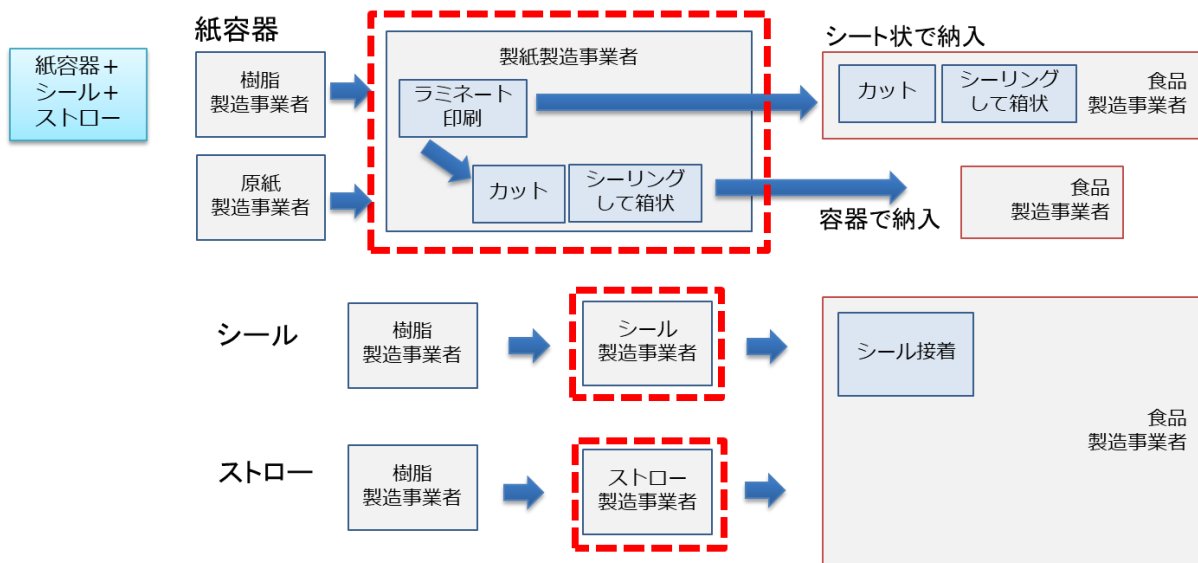 紙容器＋
シール＋
ストロー
紙容器
樹脂
製造事業者
原紙
製造事業者
製紙製造事業者
ラミネート
印刷
カット
シーリング
して箱状
シート状で納入
カット
シーリング
して箱状
食品
製造事業者
容器で納入
食品
製造事業者
シール
樹脂
製造事業者
シール
製造事業者
シール接着
食品
製造事業者
ストロー
樹脂
製造事業者
ストロー
製造事業者